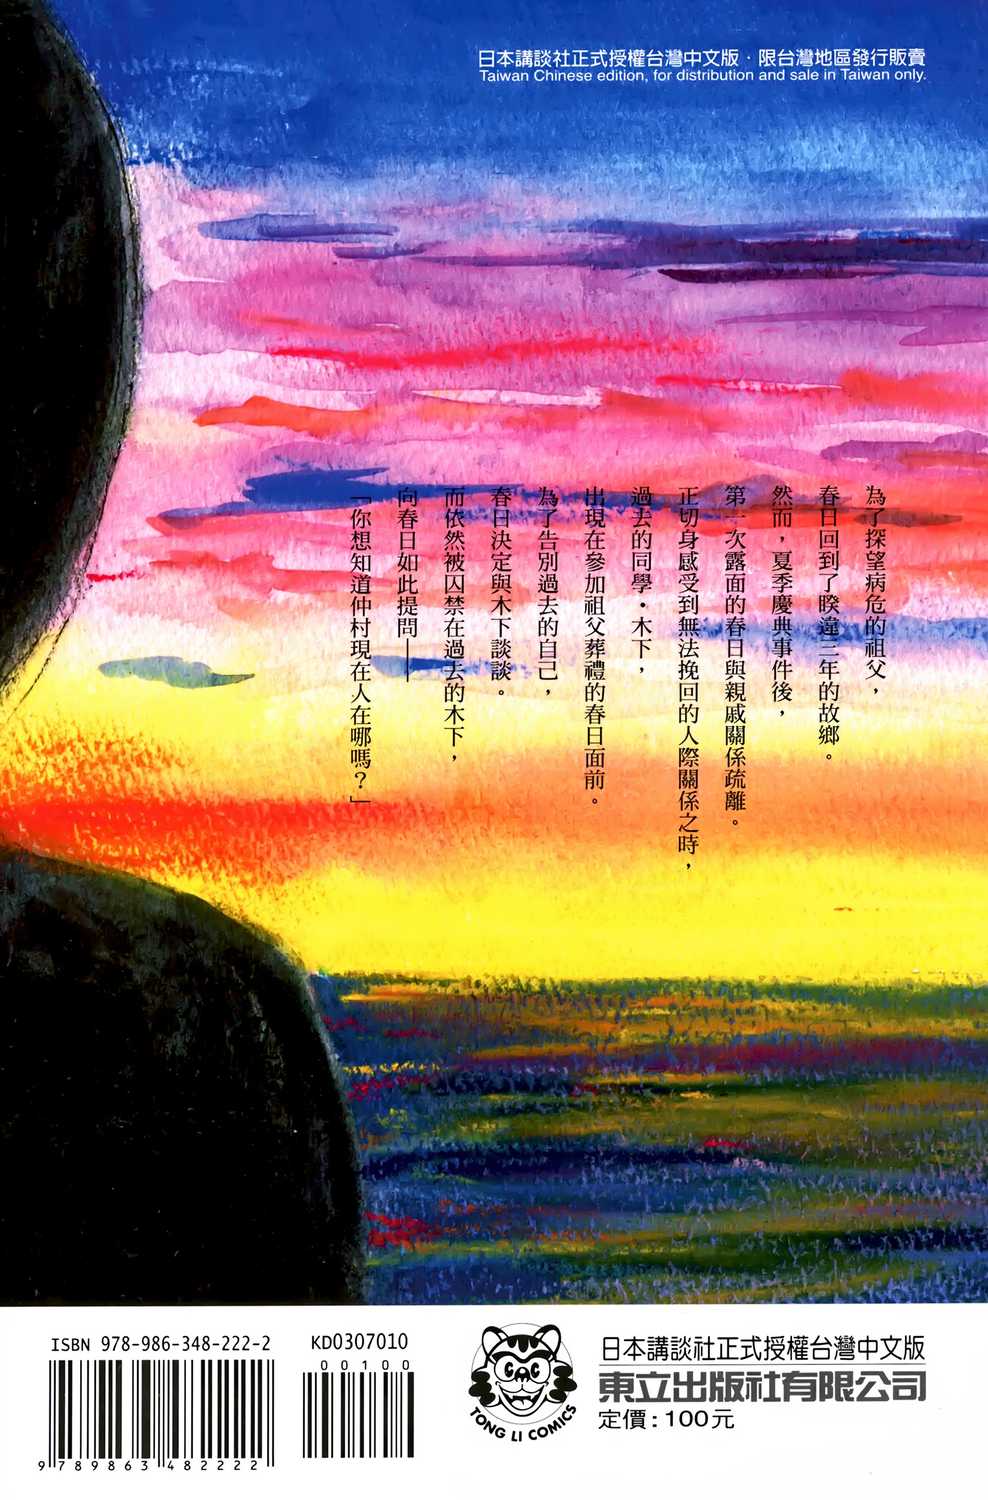 日本講談社正式授權台灣中文版・限台灣地區發行販賣
Taiwan Chinese edition, for distribution and sale in Taiwan only.
為了探望病危的祖父，
春日回到了睽違三年的故鄉。
然而，夏季慶典事件後，
第一次露面的春日與親戚關係疏離。
正切身感受到無法挽回的人際關係之時，
過去的同學・木下，
出現在參加祖父葬禮的春日面前。
為了告別過去的自己，
春日決定與木下談談。
而依然被囚禁在過去的木下，
向春日如此提問——
「你想知道仲村現在人在哪嗎？」
ISBN 978-986-348-222-2
9 789863 482222
KD0307010
00100
TONG LI COMICS
日本講談社正式授權台灣中文版
東立出版社有限公司
定價：100元